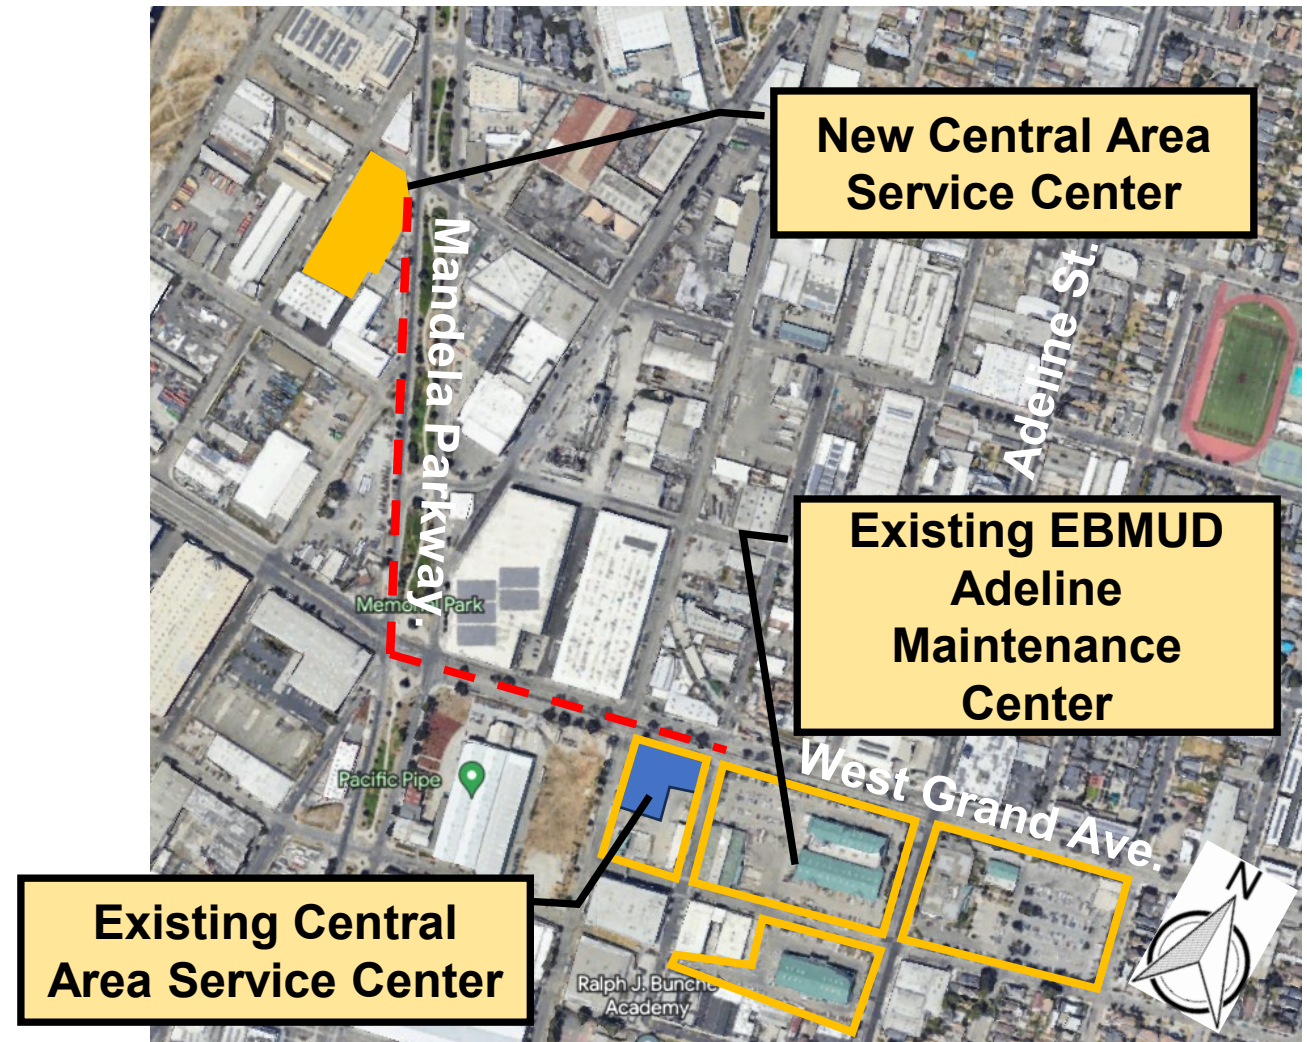 New Central Area
Service Center
Mandela Parkway.
Adeline St.
Existing EBMUD
Adeline
Maintenance
Center
Memorial Park
West Grand Ave.
Pacific Pipe
N
Existing Central
Area Service Center
Ralph J. Bunche
Academy